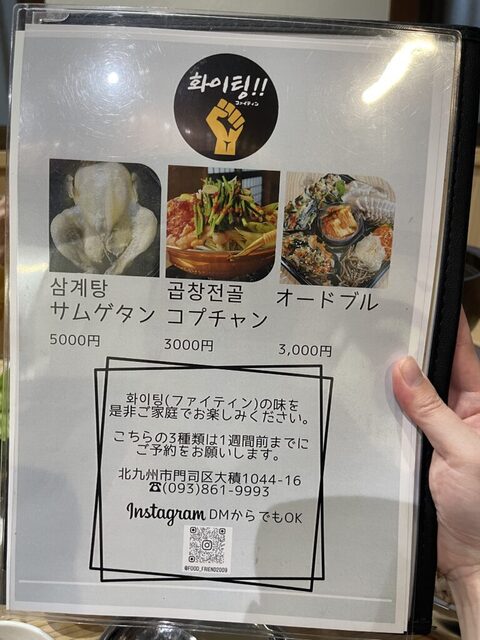 화이팅!!
ファイティン
삼계탕
サムゲタン
5000円
곱창전골
コプチャン
3000円
オードブル
3,000円
화이팅(ファイティン)の味を
是非ご家庭でお楽しみください。
こちらの3種類は1週間前までに
ご予約をお願いします。
北九州市門司区大積1044-16
☎(093)861-9993
Instagram DMからでもOK
@FOOD_FRIEND2009